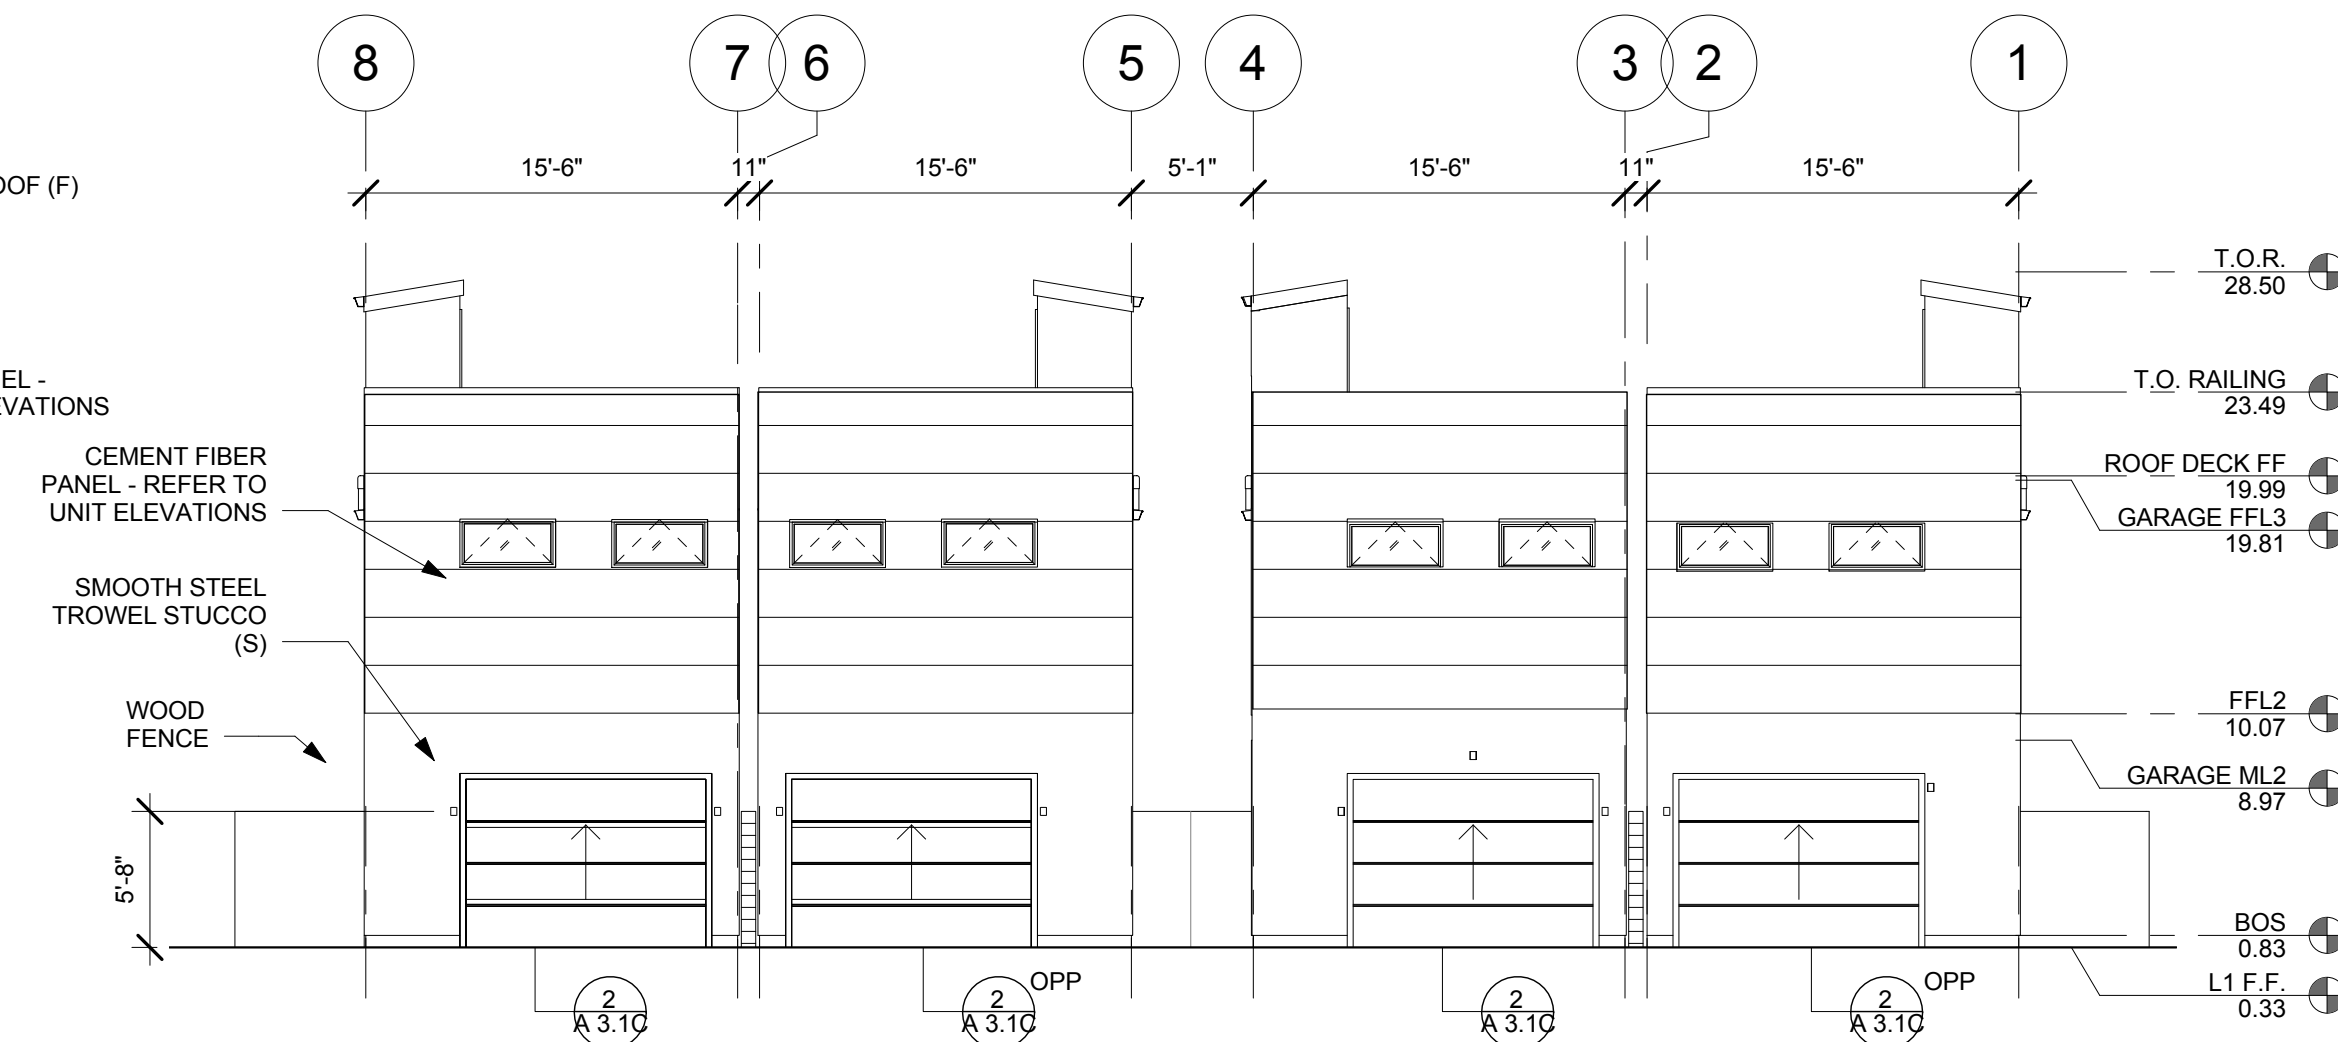 8
7
6
5
4
3
2
1
15'-6"
11"
15'-6"
5'-1"
15'-6"
11"
15'-6"
OOF (F)
EL -
EVATIONS
CEMENT FIBER
PANEL - REFER TO
UNIT ELEVATIONS
SMOOTH STEEL
TROWEL STUCCO
(S)
WOOD
FENCE
5'-8"
T.O.R.
28.50
T.O. RAILING
23.49
ROOF DECK FF
19.99
GARAGE FFL3
19.81
FFL2
10.07
GARAGE ML2
8.97
BOS
0.83
L1 F.F.
0.33
2
A 3.1C
2
A 3.1C
OPP
2
A 3.1C
2
A 3.1C
OPP